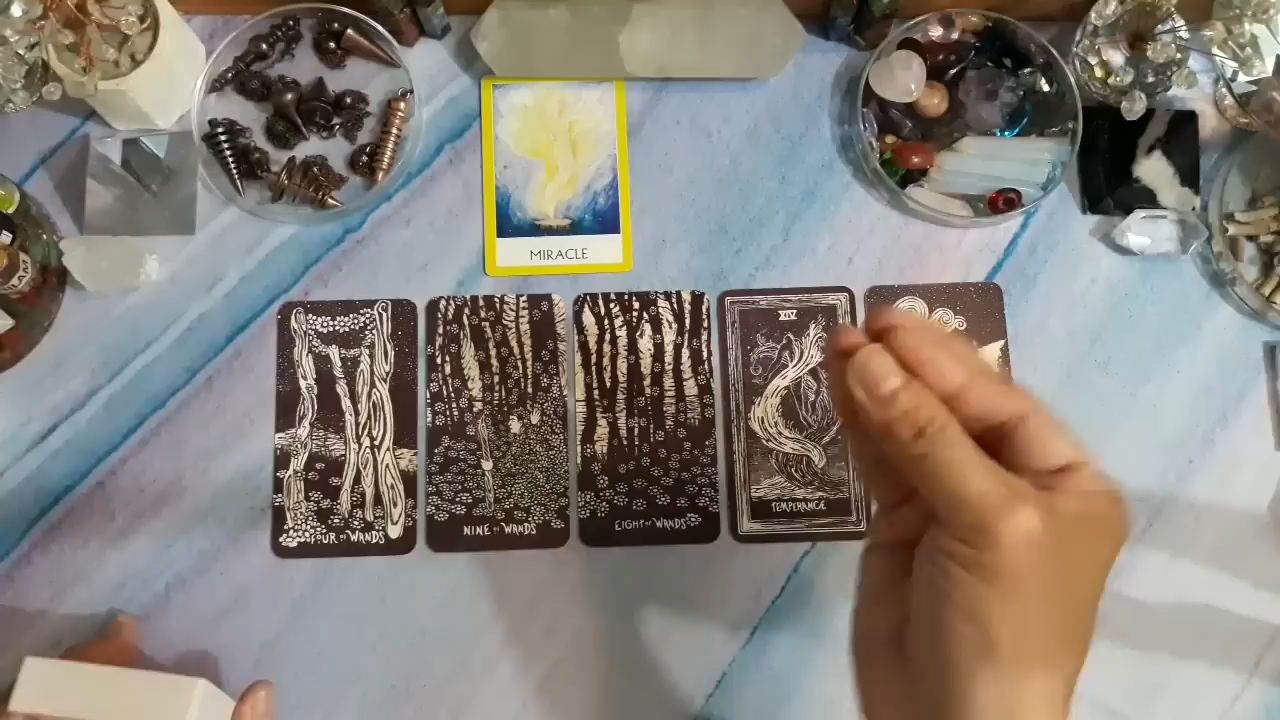 MIRACLE
XIV
FOUR OF WANDS
NINE OF WANDS
EIGHT OF WANDS
TEMPERANCE